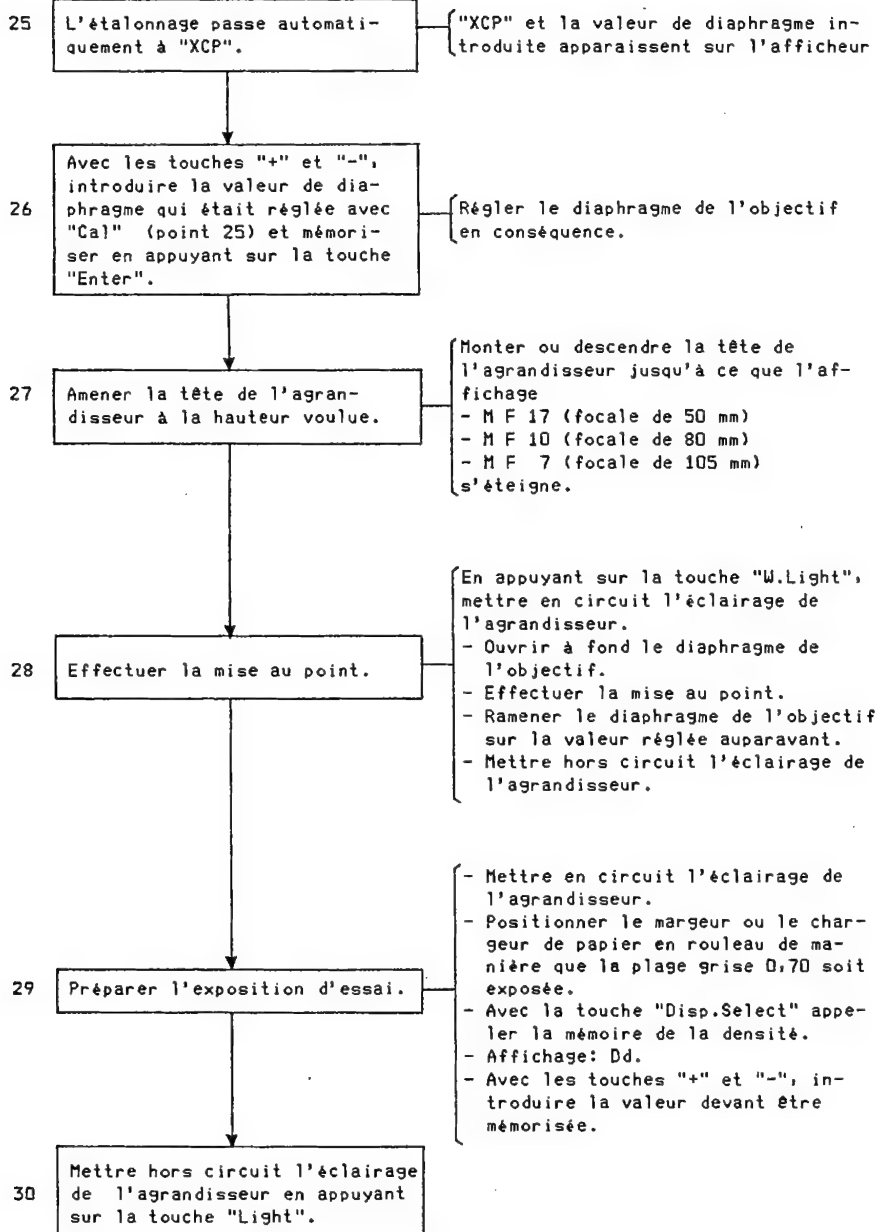 25
L'étalonnage passe automati-
quement à "XCP".
"XCP" et la valeur de diaphragme in-
troduite apparaissent sur l'afficheur
26
Avec les touches "+" et "-",
introduire la valeur de dia-
phragme qui était réglée avec
"Cal" (point 25) et mémori-
ser en appuyant sur la touche
"Enter".
Régler le diaphragme de l'objectif
en conséquence.
27
Amener la tête de l'agran-
disseur à la hauteur voulue.
Monter ou descendre la tête de
l'agrandisseur jusqu'à ce que l'af-
fichage
- M F 17 (focale de 50 mm)
- M F 10 (focale de 80 mm)
- M F 7 (focale de 105 mm)
s'éteigne.
28
Effectuer la mise au point.
En appuyant sur la touche "W.Light",
mettre en circuit l'éclairage de
l'agrandisseur.
- Ouvrir à fond le diaphragme de
l'objectif.
- Effectuer la mise au point.
- Ramener le diaphragme de l'objectif
sur la valeur réglée auparavant.
- Mettre hors circuit l'éclairage de
l'agrandisseur.
29
Préparer l'exposition d'essai.
- Mettre en circuit l'éclairage de
l'agrandisseur.
- Positionner le margeur ou le char-
geur de papier en rouleau de ma-
nière que la plage grise 0,70 soit
exposée.
- Avec la touche "Disp.Select" appe-
ler la mémoire de la densité.
- Affichage: Dd.
- Avec les touches "+" et "-", in-
troduire la valeur devant être
mémorisée.
30
Mettre hors circuit l'éclairage
de l'agrandisseur en appuyant
sur la touche "Light".